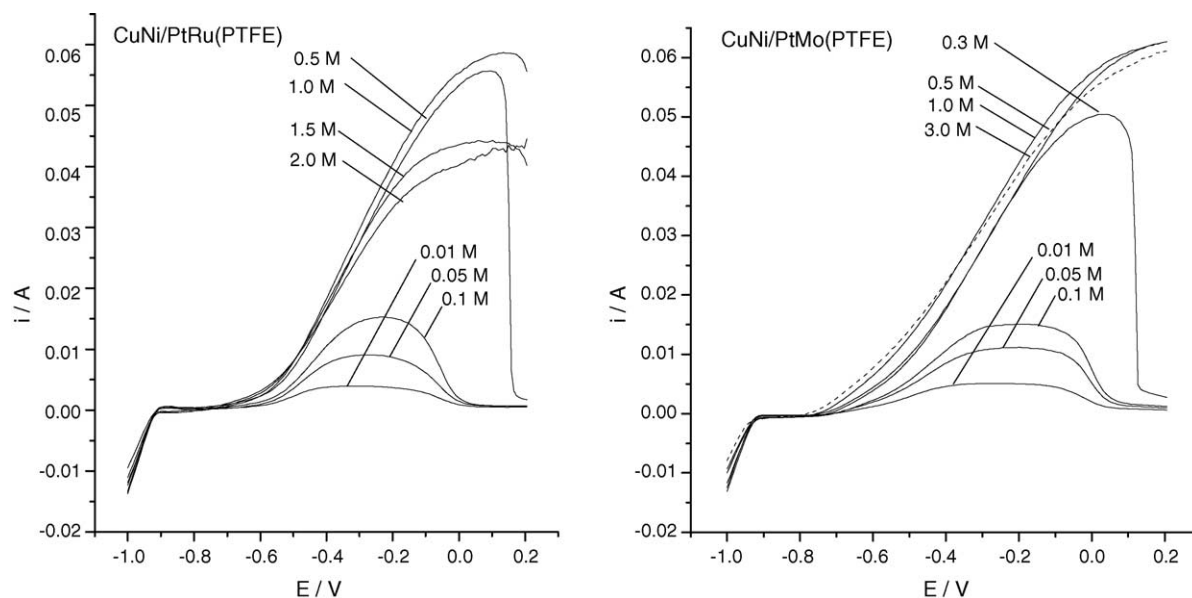 CuNi/PtRu(PTFE)
0.06
0.05
0.04
0.03
0.02
0.01
0.00
-0.01
-0.02
i / A
0.5 M
1.0 M
1.5 M
2.0 M
0.01 M
0.05 M
0.1 M
-1.0 -0.8 -0.6 -0.4 -0.2 0.0 0.2
E / V
CuNi/PtMo(PTFE)
0.06
0.05
0.04
0.03
0.02
0.01
0.00
-0.01
-0.02
i / A
0.3 M
0.5 M
1.0 M
3.0 M
0.01 M
0.05 M
0.1 M
-1.0 -0.8 -0.6 -0.4 -0.2 0.0 0.2
E / V